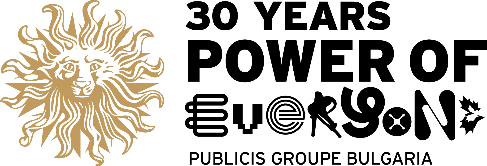 30 YEARS
POWER OF
EVERYONE
PUBLICIS GROUPE BULGARIA